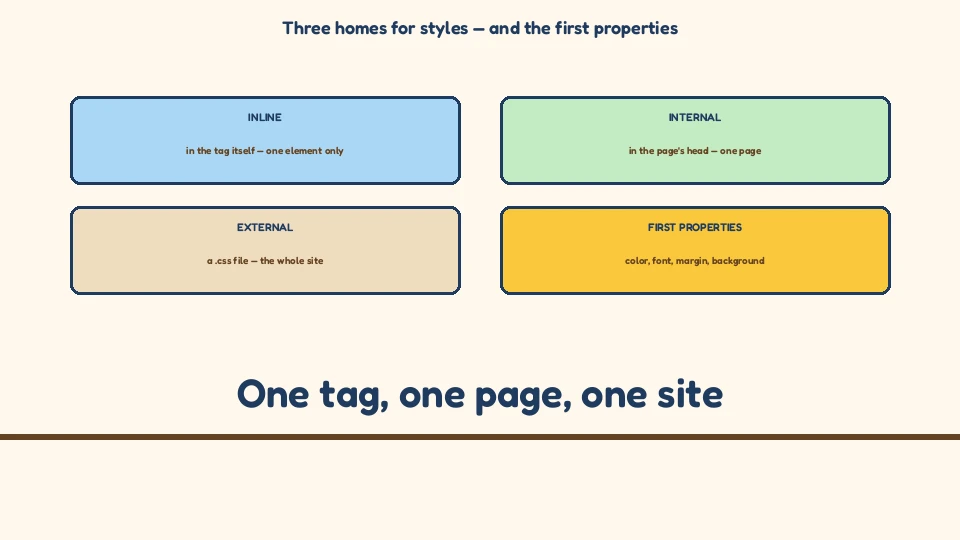 Three homes for styles — and the first properties
INLINE
in the tag itself — one element only
INTERNAL
in the page's head — one page
EXTERNAL
a .css file — the whole site
FIRST PROPERTIES
color, font, margin, background
One tag, one page, one site